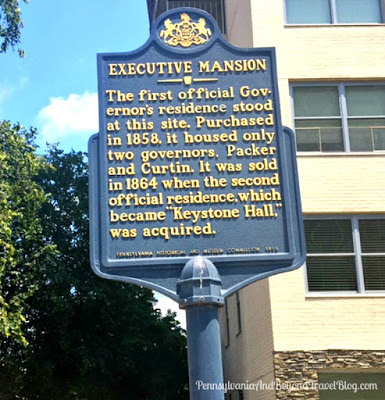 EXECUTIVE MANSION
The first official Gov-
ernor's residence stood
at this site. Purchased
in 1858, it housed only
two governors, Packer
and Curtin. It was sold
in 1864 when the second
official residence, which
became "Keystone Hall,"
was acquired.
PENNSYLVANIA HISTORICAL AND MUSEUM COMMISSION
PennsylvaniaAndBeyondTravelBlog.com